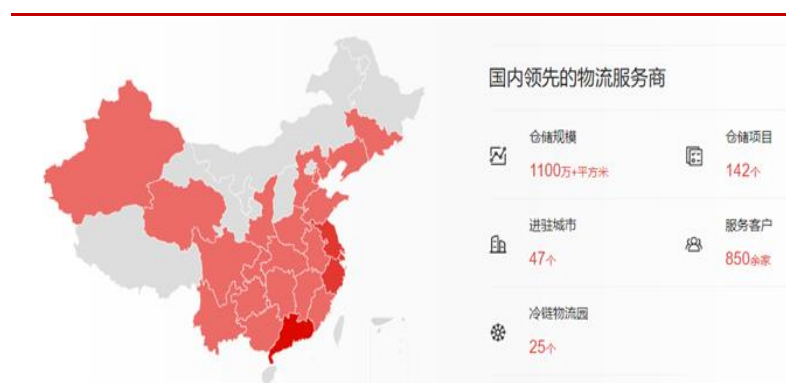 国内领先的物流服务商
仓储规模
1100万+平方米
仓储项目
142个
进驻城市
47个
服务客户
850余家
冷链物流园
25个